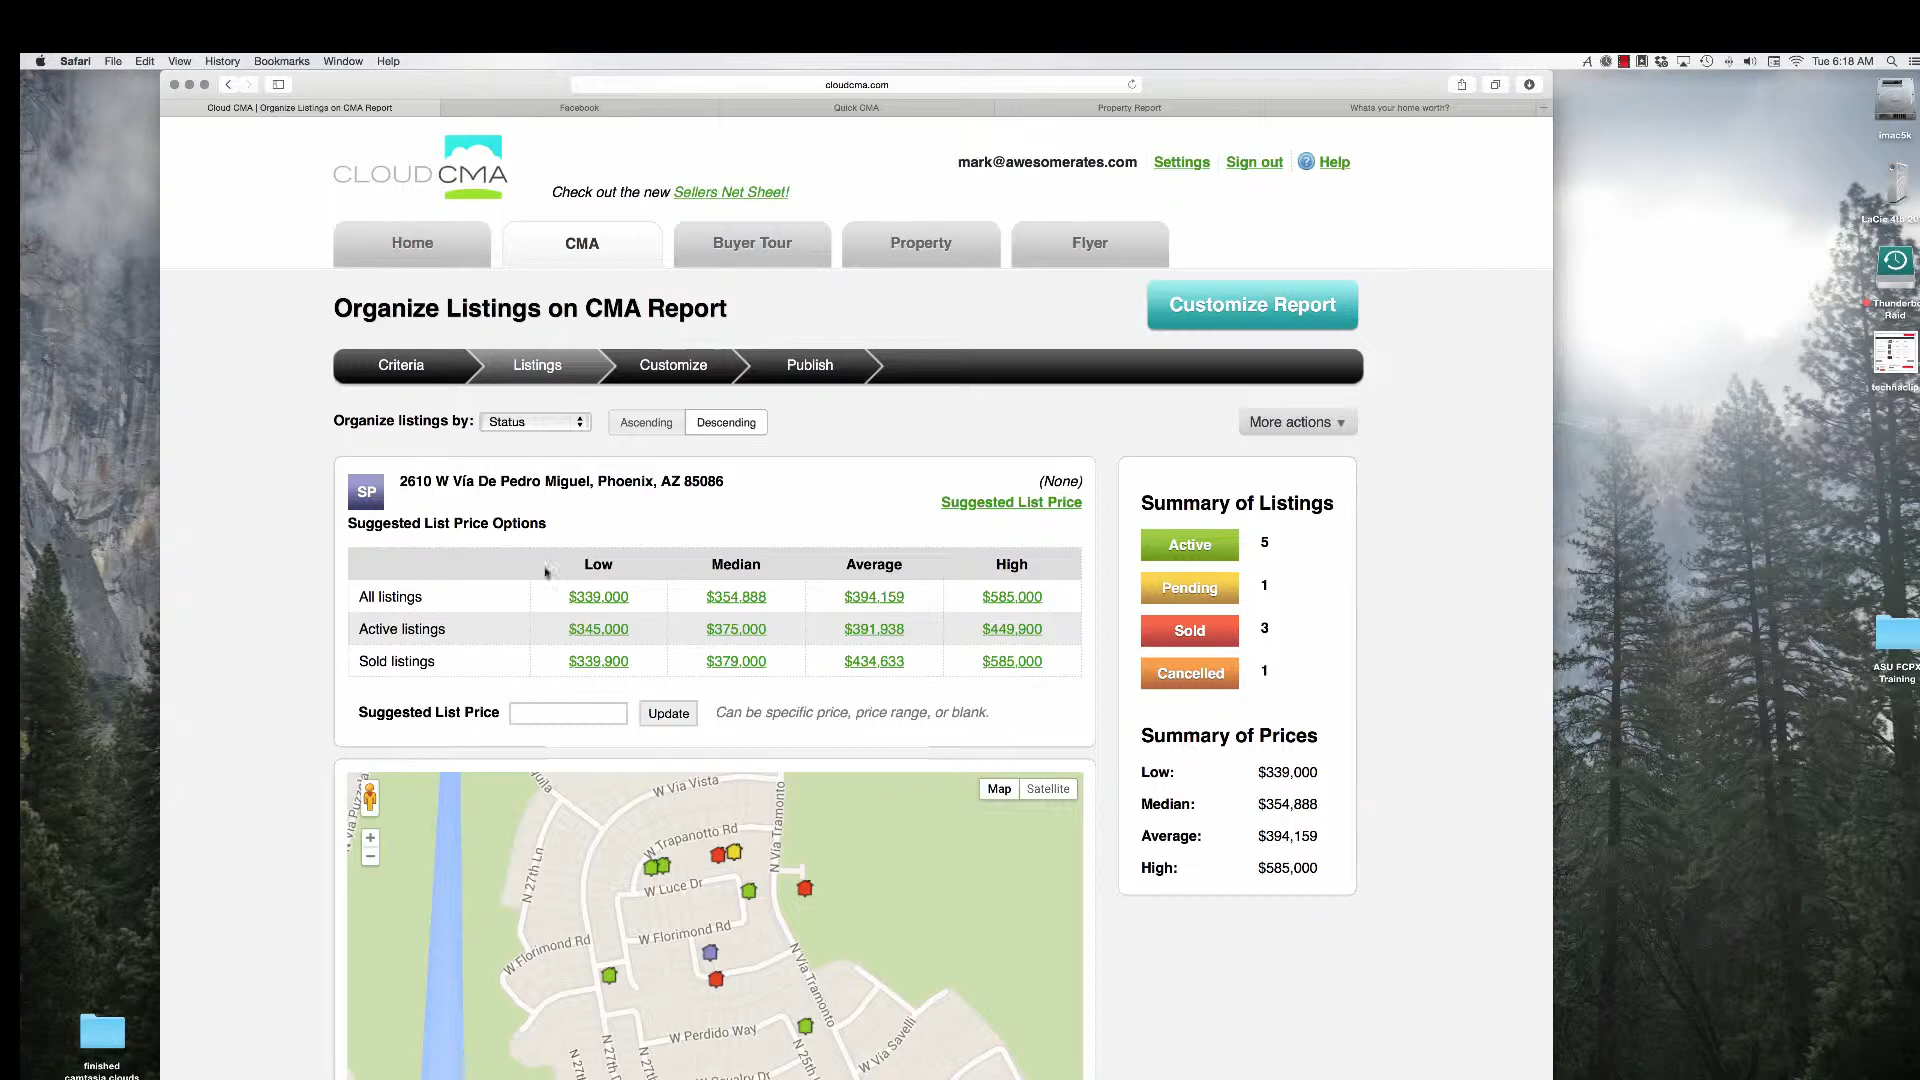 Safari File Edit View History Bookmarks Window Help
Tue 6:18 AM
cloudcma.com
Cloud CMA | Organize Listings on CMA Report
Facebook
Quick CMA
Property Report
Whats your home worth?
CLOUD CMA
Check out the new Sellers Net Sheet!
mark@awesomerates.com Settings Sign out ? Help
Home
CMA
Buyer Tour
Property
Flyer
Organize Listings on CMA Report
Customize Report
Criteria
Listings
Customize
Publish
Organize listings by: Status Ascending Descending
More actions
SP
2610 W Vía De Pedro Miguel, Phoenix, AZ 85086
(None)
Suggested List Price
Suggested List Price Options
Low Median Average High
All listings $339,000 $354,888 $394,159 $585,000
Active listings $345,000 $375,000 $391,938 $449,900
Sold listings $339,900 $379,000 $434,633 $585,000
Suggested List Price Update Can be specific price, price range, or blank.
Summary of Listings
Active 5
Pending 1
Sold 3
Cancelled 1
Summary of Prices
Low: $339,000
Median: $354,888
Average: $394,159
High: $585,000
Map Satellite
+
−
W Via Vista
W Trapanotto Rd
N Via Tramonto
N 27th Ln
W Luce Dr
W Florimond Rd
W Florimond Rd
N Via Tramonto
W Perdido Way
W Via Savelli
imac5k
LaCie 4tb
Raid
ASU FCPX
Training
finished
camtasia clouds